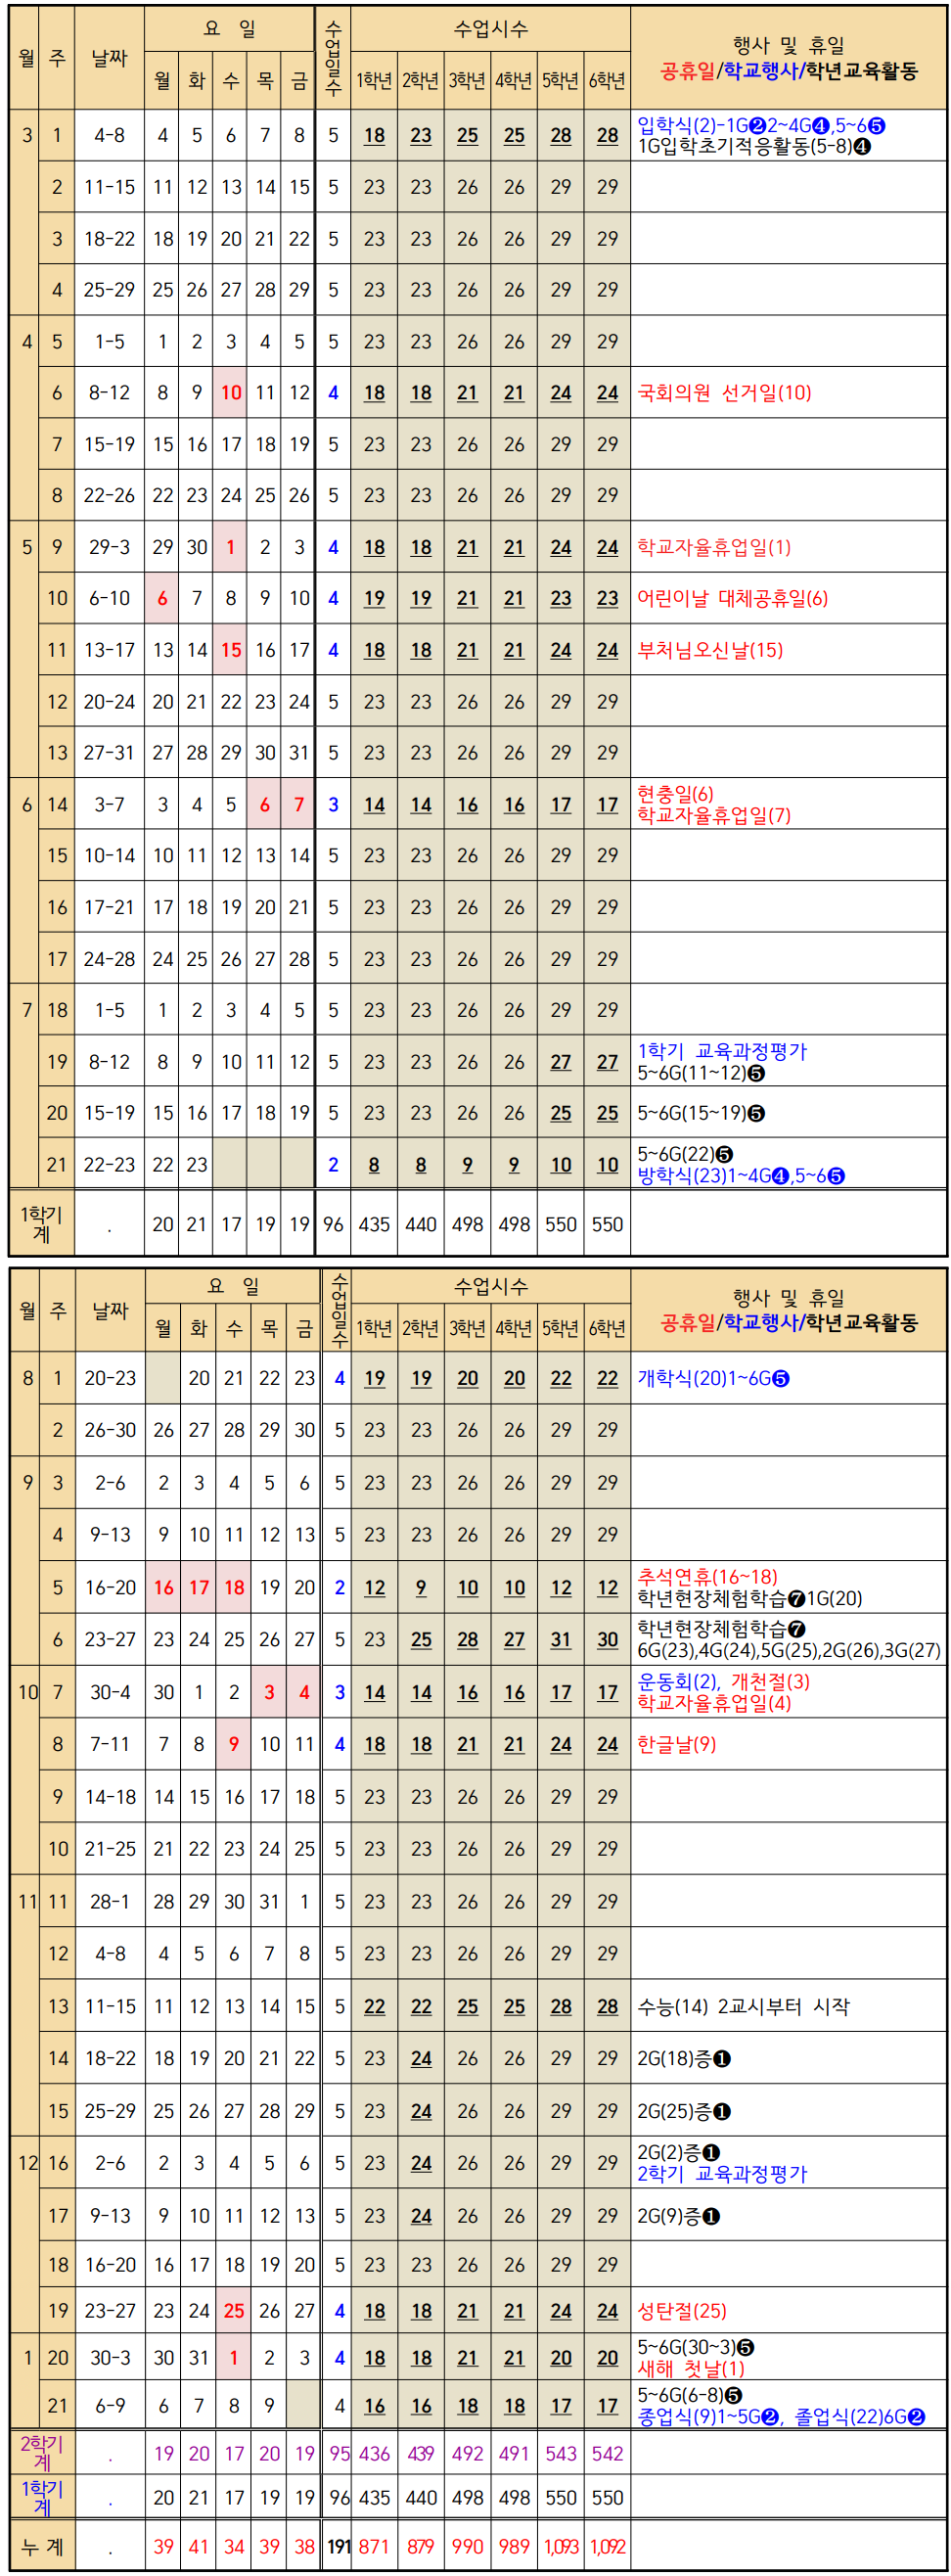 월 주 날짜 요 일 수업일수 수업시수 행사 및 휴일
공휴일/학교행사/학년교육활동
월 화 수 목 금 1학년 2학년 3학년 4학년 5학년 6학년
3 1 4-8 4 5 6 7 8 5 18 23 25 25 28 28 입학식(2)-1G❷2~4G❹,5~6❺
1G입학초기적응활동(5-8)❹
2 11-15 11 12 13 14 15 5 23 23 26 26 29 29
3 18-22 18 19 20 21 22 5 23 23 26 26 29 29
4 25-29 25 26 27 28 29 5 23 23 26 26 29 29
4 5 1-5 1 2 3 4 5 5 23 23 26 26 29 29
6 8-12 8 9 10 11 12 4 18 18 21 21 24 24 국회의원 선거일(10)
7 15-19 15 16 17 18 19 5 23 23 26 26 29 29
8 22-26 22 23 24 25 26 5 23 23 26 26 29 29
5 9 29-3 29 30 1 2 3 4 18 18 21 21 24 24 학교자율휴업일(1)
10 6-10 6 7 8 9 10 4 19 19 21 21 23 23 어린이날 대체공휴일(6)
11 13-17 13 14 15 16 17 4 18 18 21 21 24 24 부처님오신날(15)
12 20-24 20 21 22 23 24 5 23 23 26 26 29 29
13 27-31 27 28 29 30 31 5 23 23 26 26 29 29
6 14 3-7 3 4 5 6 7 3 14 14 16 16 17 17 현충일(6)
학교자율휴업일(7)
15 10-14 10 11 12 13 14 5 23 23 26 26 29 29
16 17-21 17 18 19 20 21 5 23 23 26 26 29 29
17 24-28 24 25 26 27 28 5 23 23 26 26 29 29
7 18 1-5 1 2 3 4 5 5 23 23 26 26 29 29
19 8-12 8 9 10 11 12 5 23 23 26 26 27 27 1학기 교육과정평가
5~6G(11~12)❺
20 15-19 15 16 17 18 19 5 23 23 26 26 25 25 5~6G(15~19)❺
21 22-23 22 23 2 8 8 9 9 10 10 5~6G(22)❺
방학식(23)1~4G❹,5~6❺
1학기 계 . 20 21 17 19 19 96 435 440 498 498 550 550
월 주 날짜 요 일 수업일수 수업시수 행사 및 휴일
공휴일/학교행사/학년교육활동
월 화 수 목 금 1학년 2학년 3학년 4학년 5학년 6학년
8 1 20-23 20 21 22 23 4 19 19 20 20 22 22 개학식(20)1~6G❺
2 26-30 26 27 28 29 30 5 23 23 26 26 29 29
9 3 2-6 2 3 4 5 6 5 23 23 26 26 29 29
4 9-13 9 10 11 12 13 5 23 23 26 26 29 29
5 16-20 16 17 18 19 20 2 12 9 10 10 12 12 추석연휴(16~18)
학년현장체험학습❼1G(20)
6 23-27 23 24 25 26 27 5 23 25 28 27 31 30 학년현장체험학습❼
6G(23),4G(24),5G(25),2G(26),3G(27)
10 7 30-4 30 1 2 3 4 3 14 14 16 16 17 17 운동회(2), 개천절(3)
학교자율휴업일(4)
8 7-11 7 8 9 10 11 4 18 18 21 21 24 24 한글날(9)
9 14-18 14 15 16 17 18 5 23 23 26 26 29 29
10 21-25 21 22 23 24 25 5 23 23 26 26 29 29
11 11 28-1 28 29 30 31 1 5 23 23 26 26 29 29
12 4-8 4 5 6 7 8 5 23 23 26 26 29 29
13 11-15 11 12 13 14 15 5 22 22 25 25 28 28 수능(14) 2교시부터 시작
14 18-22 18 19 20 21 22 5 23 24 26 26 29 29 2G(18)증❶
15 25-29 25 26 27 28 29 5 23 24 26 26 29 29 2G(25)증❶
12 16 2-6 2 3 4 5 6 5 23 24 26 26 29 29 2G(2)증❶
2학기 교육과정평가
17 9-13 9 10 11 12 13 5 23 24 26 26 29 29 2G(9)증❶
18 16-20 16 17 18 19 20 5 23 23 26 26 29 29
19 23-27 23 24 25 26 27 4 18 18 21 21 24 24 성탄절(25)
1 20 30-3 30 31 1 2 3 4 18 18 21 21 20 20 5~6G(30~3)❺
새해 첫날(1)
21 6-9 6 7 8 9 4 16 16 18 18 17 17 5~6G(6-8)❺
종업식(9)1~5G❷, 졸업식(22)6G❷
2학기 계 . 19 20 17 20 19 95 436 439 492 491 543 542
1학기 계 . 20 21 17 19 19 96 435 440 498 498 550 550
누 계 . 39 41 34 39 38 191 871 879 990 989 1,093 1,092